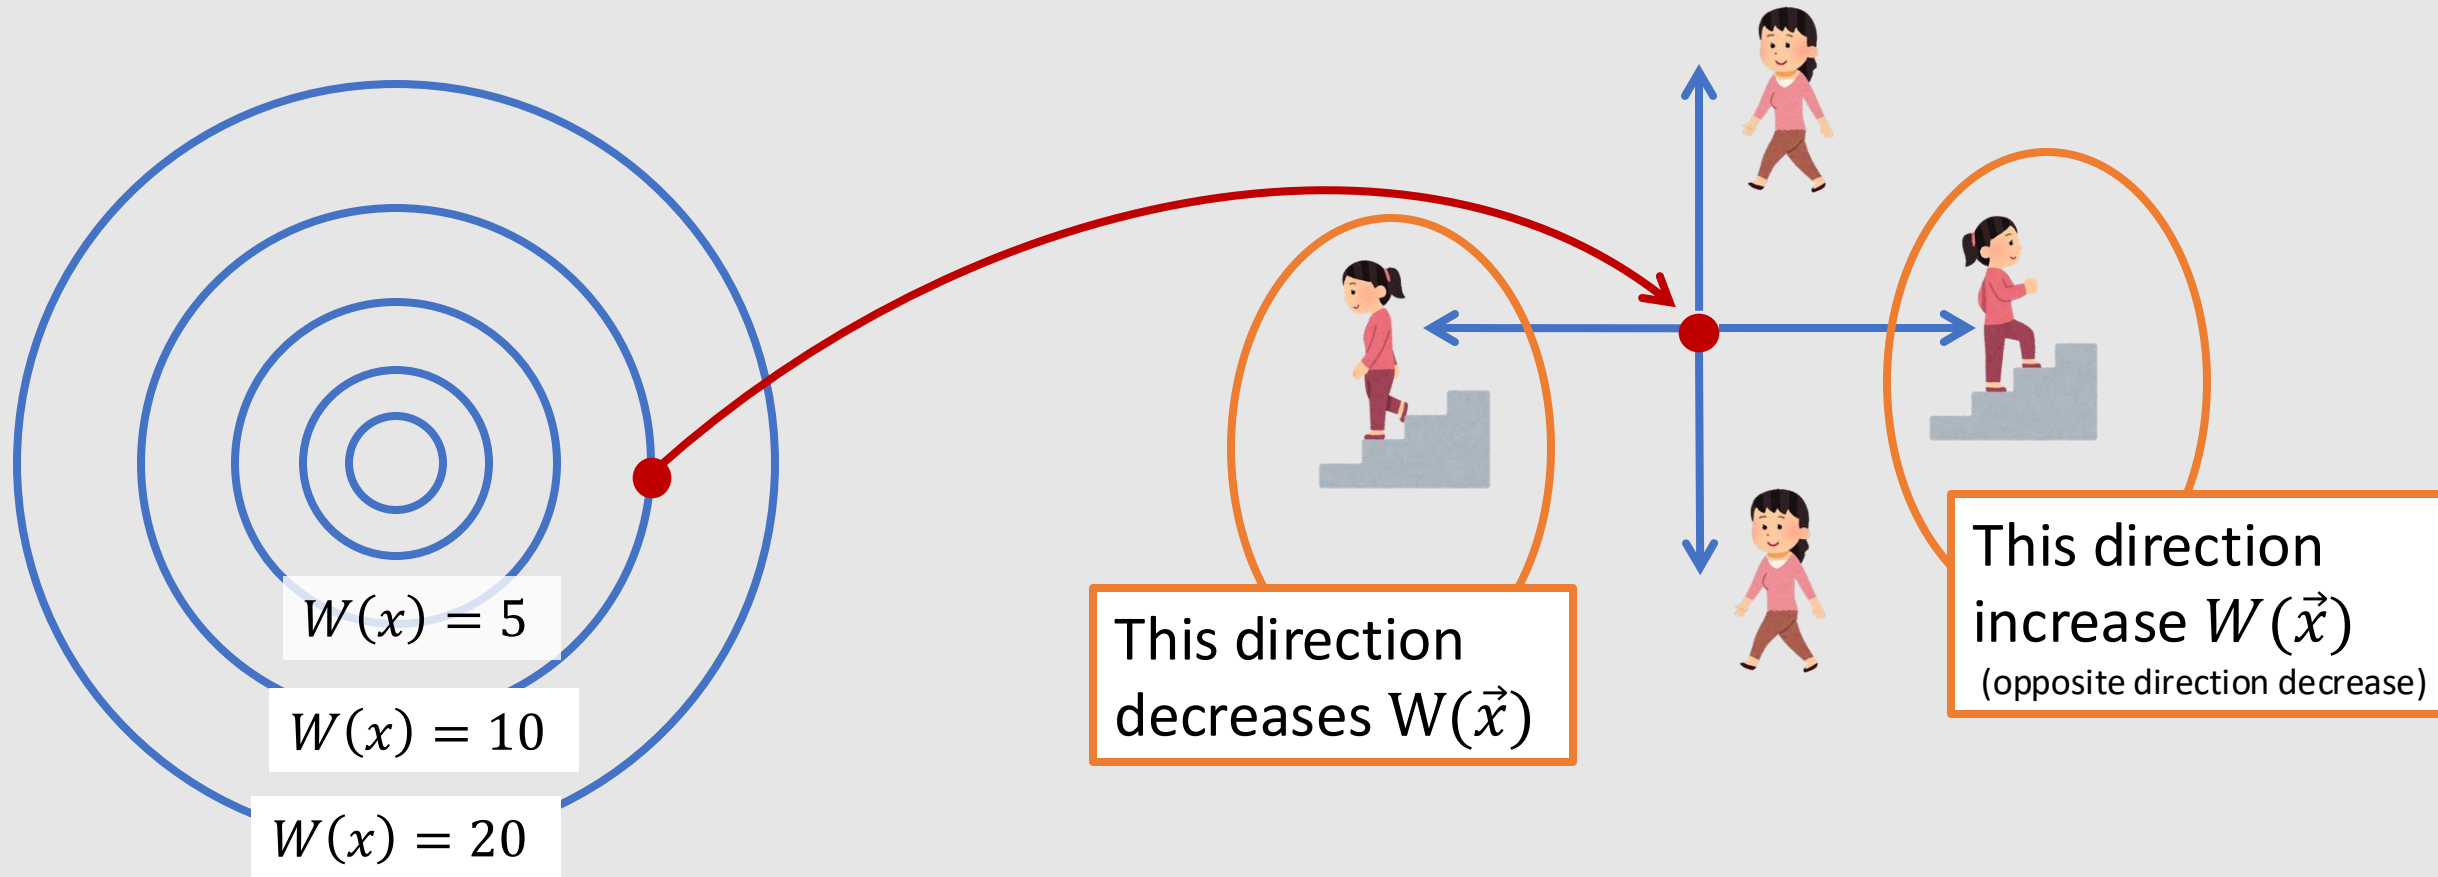 W(x) = 5
W(x) = 10
W(x) = 20
This direction
decreases W(x⃗)
This direction
increase W(x⃗)
(opposite direction decrease)